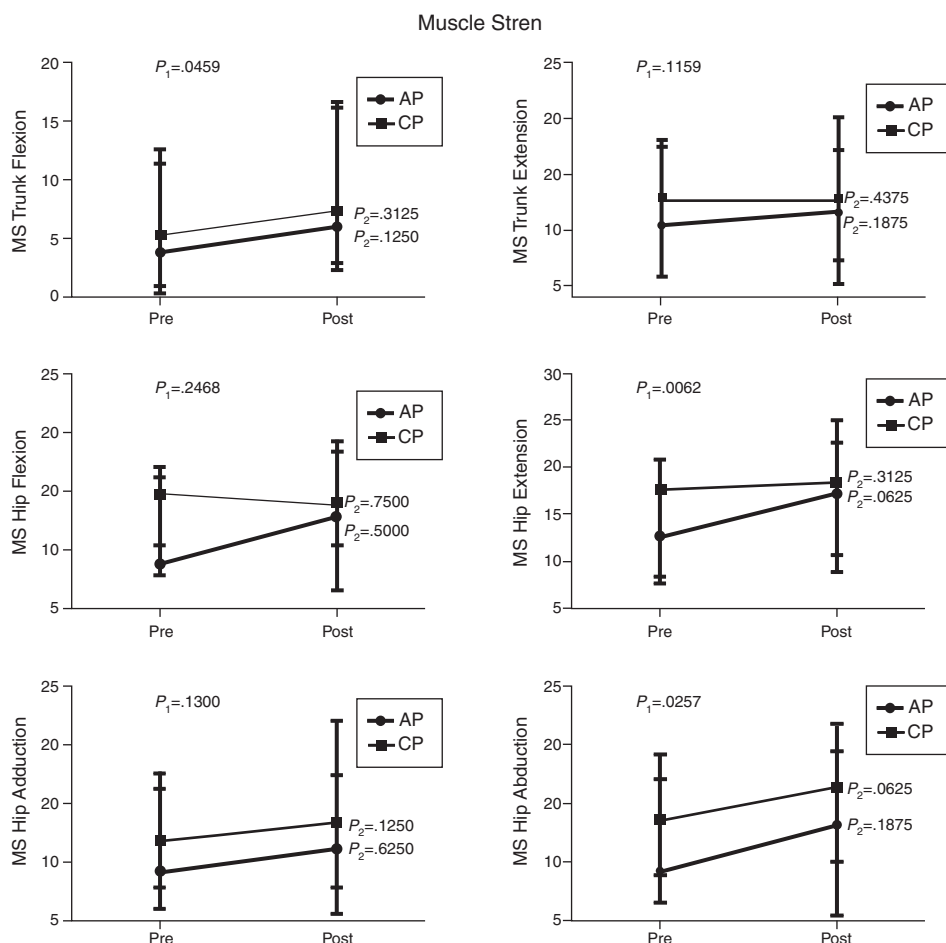 Muscle Stren
MS Trunk Flexion
20
15
10
5
0
P1=.0459
AP
CP
P2=.3125
P2=.1250
Pre
Post
MS Trunk Extension
25
20
20
10
5
P1=.1159
AP
CP
P2=.4375
P2=.1875
Pre
Post
MS Hip Flexion
25
20
20
10
5
P1=.2468
AP
CP
P2=.7500
P2=.5000
Pre
Post
MS Hip Extension
30
25
20
15
10
5
P1=.0062
AP
CP
P2=.3125
P2=.0625
Pre
Post
MS Hip Adduction
25
20
20
10
5
P1=.1300
AP
CP
P2=.1250
P2=.6250
Pre
Post
MS Hip Abduction
25
20
20
10
5
P1=.0257
AP
CP
P2=.0625
P2=.1875
Pre
Post